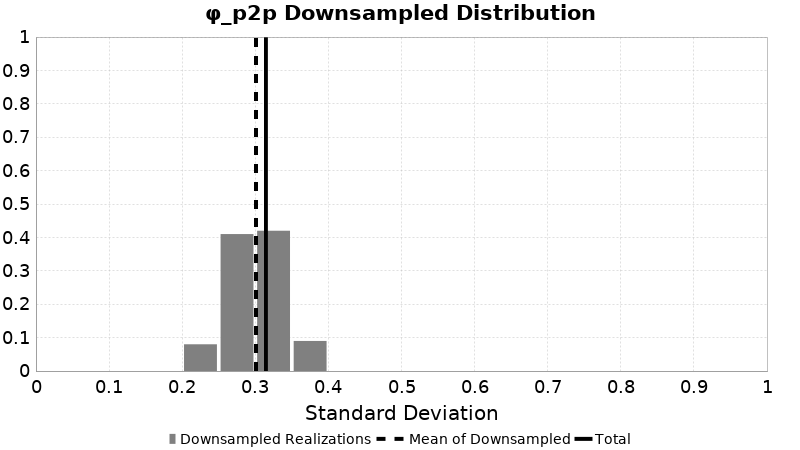 φ_p2p Downsampled Distribution
1
0.9
0.8
0.7
0.6
0.5
0.4
0.3
0.2
0.1
0
0 0.1 0.2 0.3 0.4 0.5 0.6 0.7 0.8 0.9 1
Standard Deviation
Downsampled Realizations Mean of Downsampled Total